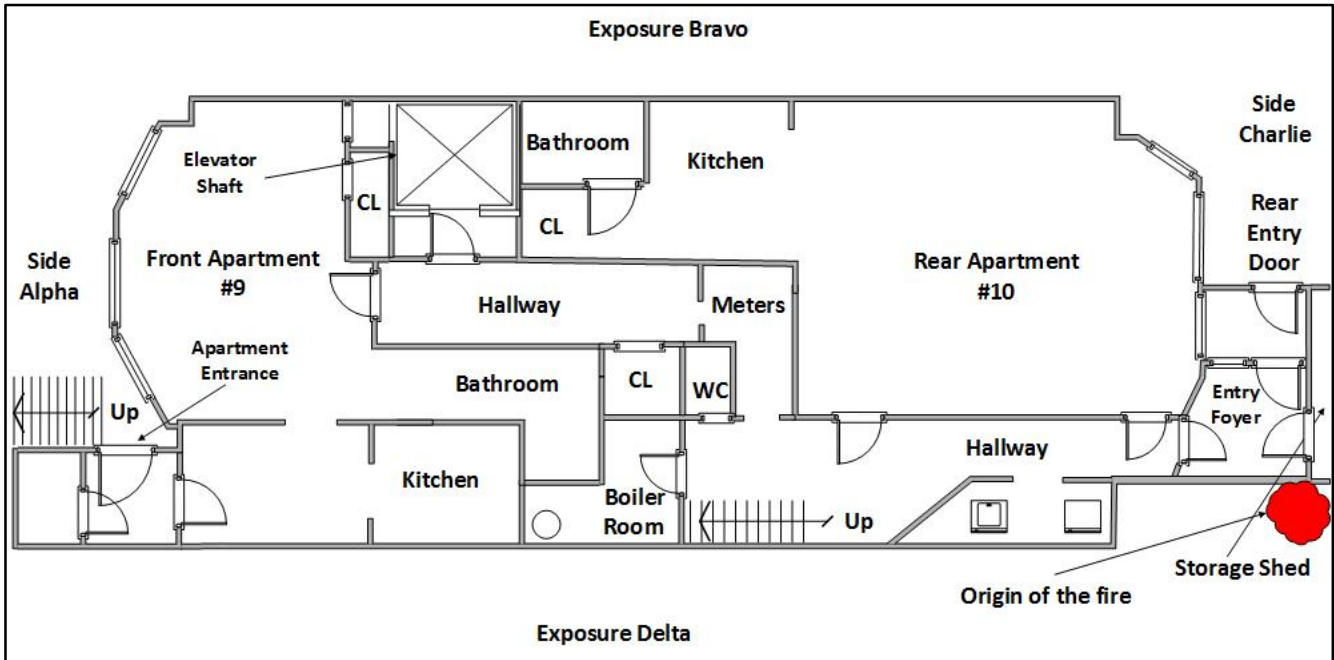 Exposure Bravo
Side
Charlie
Elevator
Shaft
Bathroom
Kitchen
CL
CL
Rear
Entry
Door
Side
Alpha
Front Apartment
#9
Rear Apartment
#10
Hallway
Meters
Apartment
Entrance
Bathroom
CL
WC
Up
Entry
Foyer
Hallway
Kitchen
Boiler
Room
Up
Storage Shed
Origin of the fire
Exposure Delta